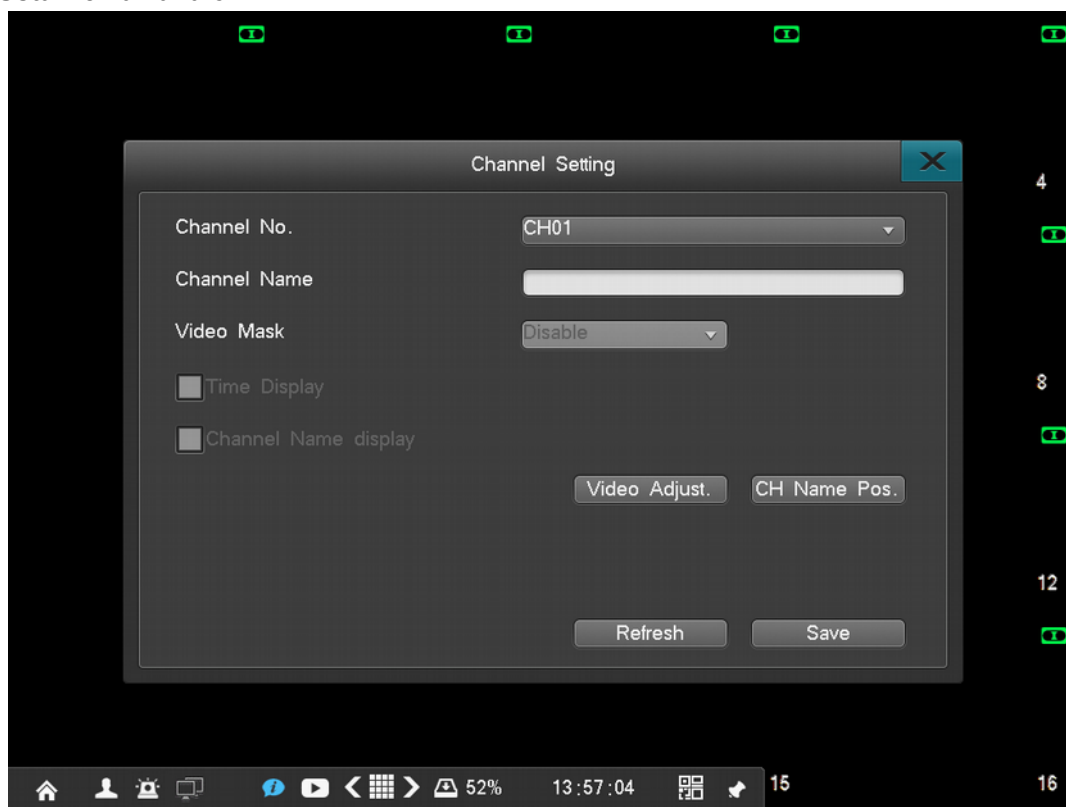 Channel Setting
4
Channel No.
CH01
Channel Name
Video Mask
Disable
Time Display
8
Channel Name display
Video Adjust.
CH Name Pos.
12
Refresh
Save
52%
13:57:04
15
16